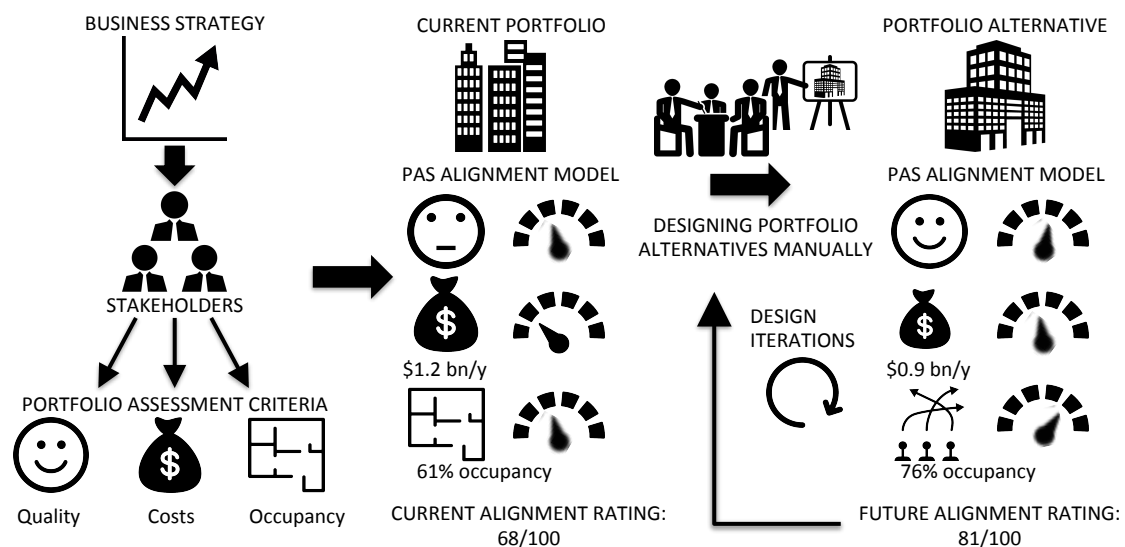 BUSINESS STRATEGY
STAKEHOLDERS
PORTFOLIO ASSESSMENT CRITERIA
$
Quality
Costs
Occupancy
CURRENT PORTFOLIO
PAS ALIGNMENT MODEL
$
$1.2 bn/y
61% occupancy
CURRENT ALIGNMENT RATING:
68/100
DESIGNING PORTFOLIO
ALTERNATIVES MANUALLY
DESIGN
ITERATIONS
PORTFOLIO ALTERNATIVE
PAS ALIGNMENT MODEL
$
$0.9 bn/y
76% occupancy
FUTURE ALIGNMENT RATING:
81/100